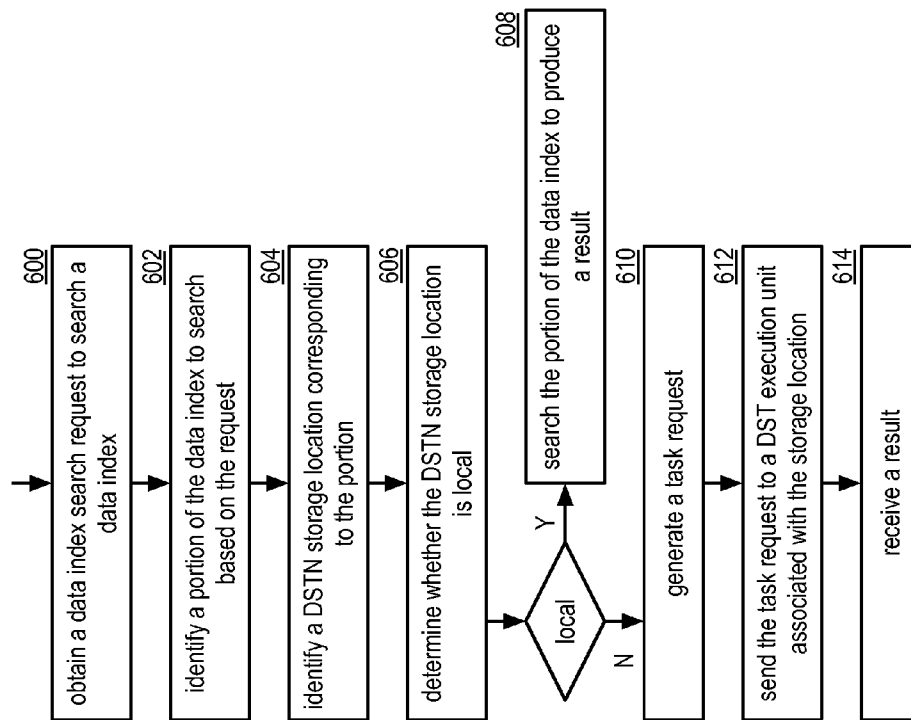 600
obtain a data index search request to search a
data index
602
identify a portion of the data index to search
based on the request
604
identify a DSTN storage location corresponding
to the portion
606
determine whether the DSTN storage location
is local
local
Y
N
608
search the portion of the data index to produce
a result
610
generate a task request
612
send the task request to a DST execution unit
associated with the storage location
614
receive a result